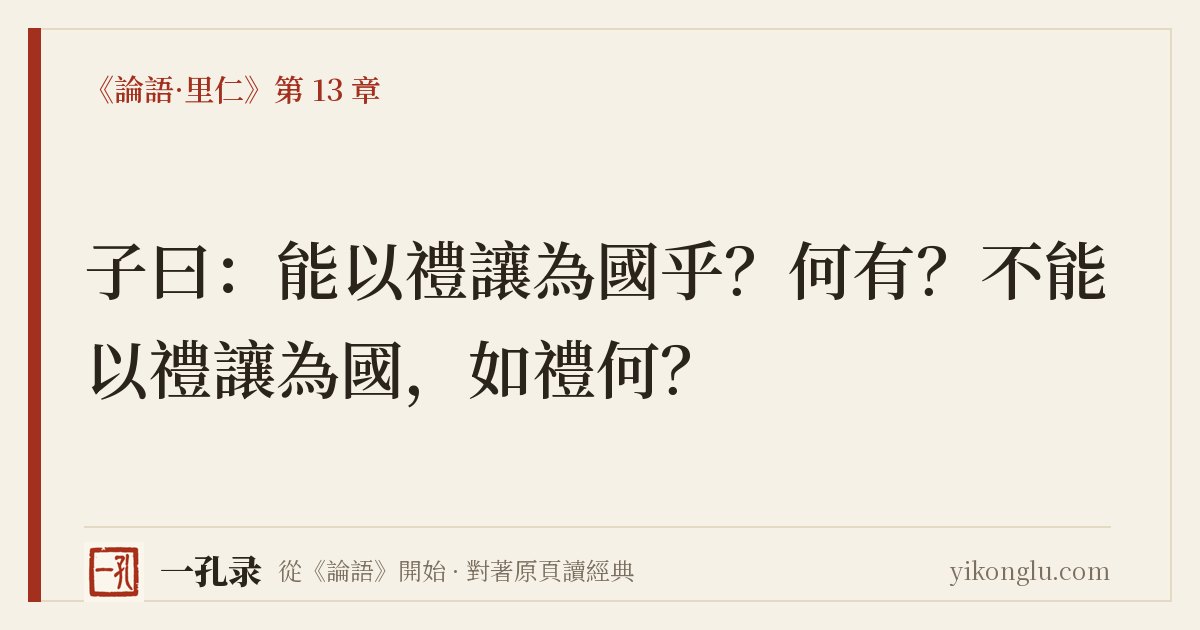 《論語·里仁》第 13 章
子曰：能以禮讓為國乎？何有？不能
以禮讓為國，如禮何？
一孔
一孔录 從《論語》開始 · 對著原頁讀經典
yikonglu.com